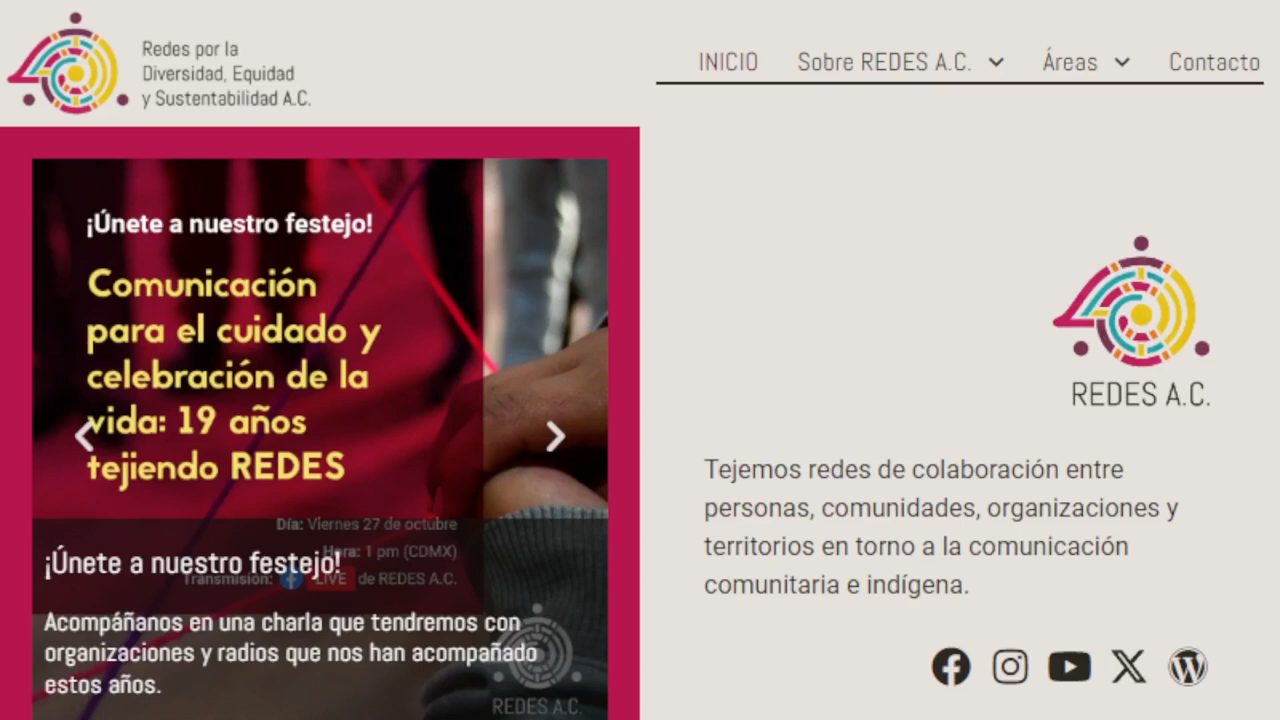 Redes por la
Diversidad, Equidad
y Sustentabilidad A.C.
INICIO Sobre REDES A.C. Áreas Contacto
¡Únete a nuestro festejo!
Comunicación
para el cuidado y
celebración de la
vida: 19 años
tejiendo REDES
Día: Viernes 27 de octubre
Hora: 1 pm (CDMX)
Transmisión: LIVE de REDES A.C.
¡Únete a nuestro festejo!
Acompáñanos en una charla que tendremos con
organizaciones y radios que nos han acompañado
estos años.
REDES A.C.
REDES A.C.
Tejemos redes de colaboración entre
personas, comunidades, organizaciones y
territorios en torno a la comunicación
comunitaria e indígena.